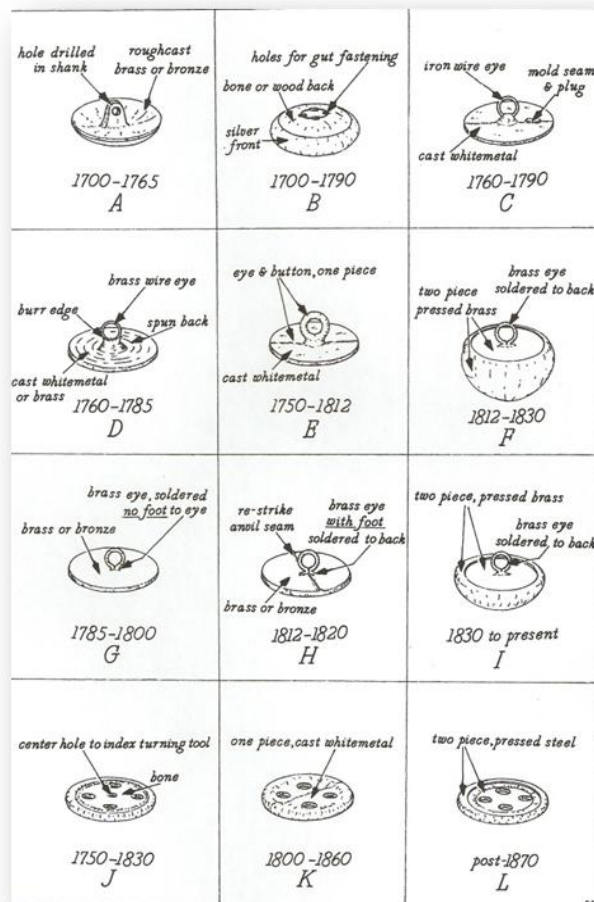 hole drilled
in shank
roughcast
brass or bronze
1700-1765
A
holes for gut fastening
bone or wood back
silver
front
1700-1790
B
iron wire eye
mold seam
& plug
cast whitemetal
1760-1790
C
brass wire eye
burr edge
spun back
cast whitemetal
or brass
1760-1785
D
eye & button, one piece
cast whitemetal
1750-1812
E
brass eye
soldered to back
two piece
pressed brass
1812-1830
F
brass eye, soldered
no foot to eye
brass or bronze
1785-1800
G
re-strike
anvil seam
brass eye
with foot
soldered to back
brass or bronze
1812-1820
H
two piece, pressed brass
brass eye
soldered to back
1830 to present
I
center hole to index turning tool
bone
1750-1830
J
one piece, cast whitemetal
1800-1860
K
two piece, pressed steel
post-1870
L